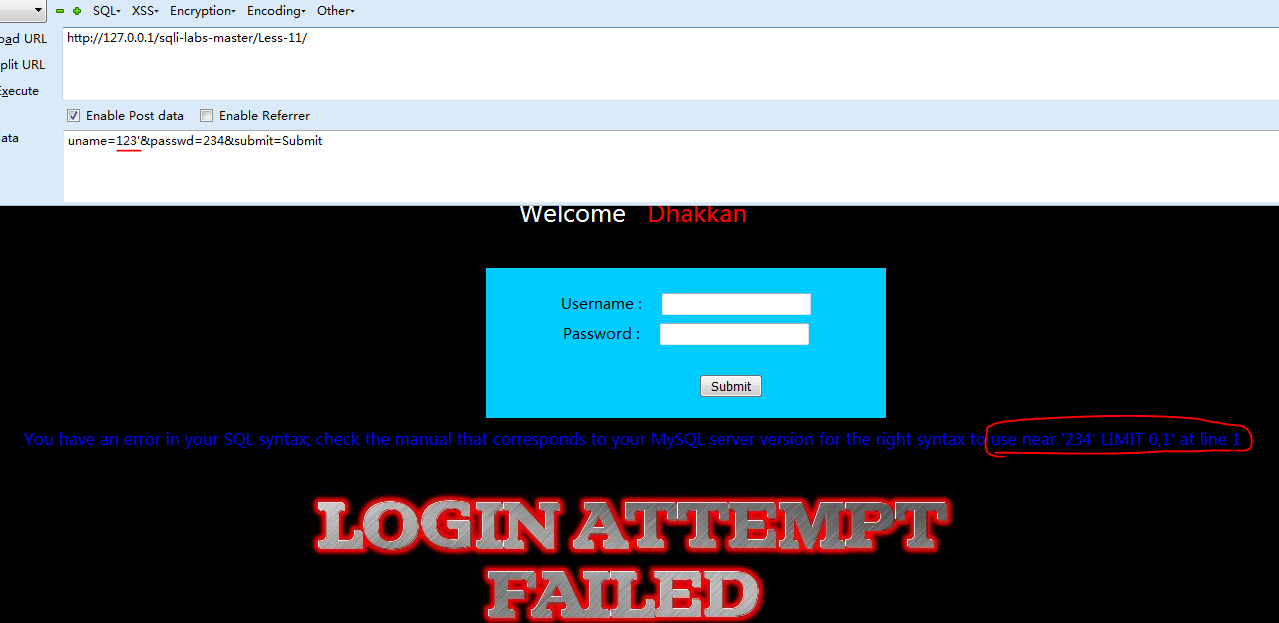 SQL▾ XSS▾ Encryption▾ Encoding▾ Other▾
oad URL http://127.0.0.1/sqli-labs-master/Less-11/
plit URL
Execute
Enable Post data Enable Referrer
ata uname=123'&passwd=234&submit=Submit
Welcome Dhakkan
Username :
Password :
Submit
You have an error in your SQL syntax; check the manual that corresponds to your MySQL server version for the right syntax to use near '234' LIMIT 0,1' at line 1
LOGIN ATTEMPT
FAILED